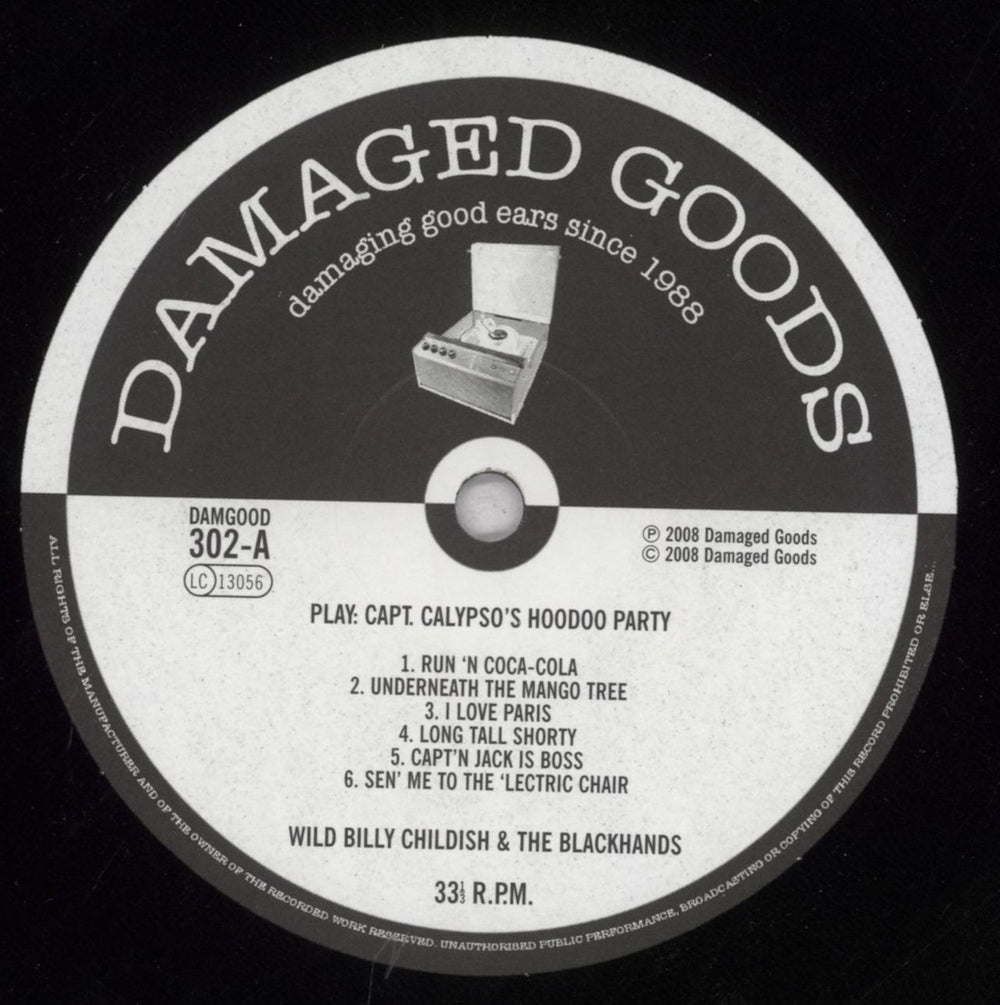 DAMAGED GOODS
damaging good ears since 1988
DAMGOOD
302-A
LC 13056
℗ 2008 Damaged Goods
© 2008 Damaged Goods
PLAY: CAPT. CALYPSO'S HOODOO PARTY
1. RUN 'N COCA-COLA
2. UNDERNEATH THE MANGO TREE
3. I LOVE PARIS
4. LONG TALL SHORTY
5. CAPT'N JACK IS BOSS
6. SEN' ME TO THE 'LECTRIC CHAIR
WILD BILLY CHILDISH & THE BLACKHANDS
33⅓ R.P.M.
ALL RIGHTS OF THE MANUFACTURER AND OF THE OWNER OF THE RECORDED WORK RESERVED. UNAUTHORISED PUBLIC PERFORMANCE, BROADCASTING OR COPYING OF THIS RECORD PROHIBITED OR ELSE...